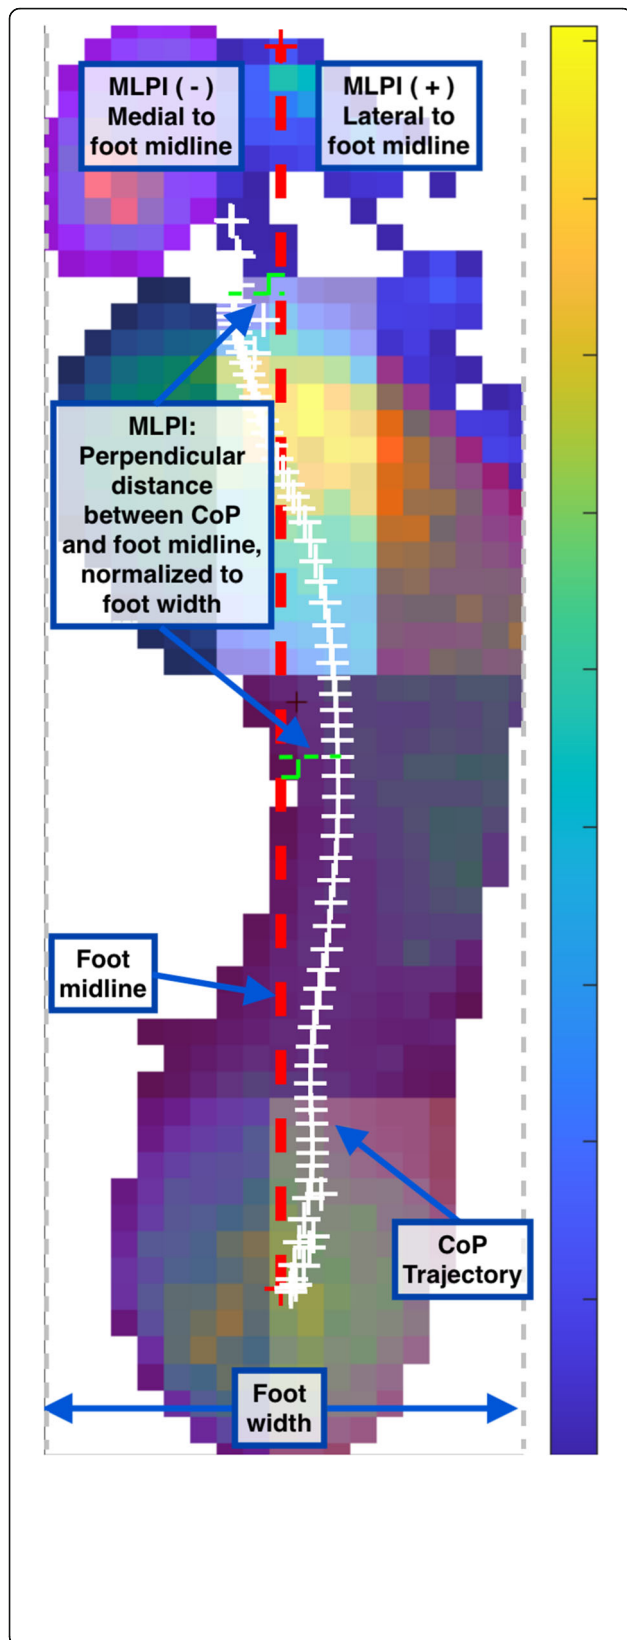 MLPI ( - )
Medial to
foot midline
MLPI ( + )
Lateral to
foot midline
MLPI:
Perpendicular
distance
between CoP
and foot midline,
normalized to
foot width
Foot
midline
CoP
Trajectory
Foot
width